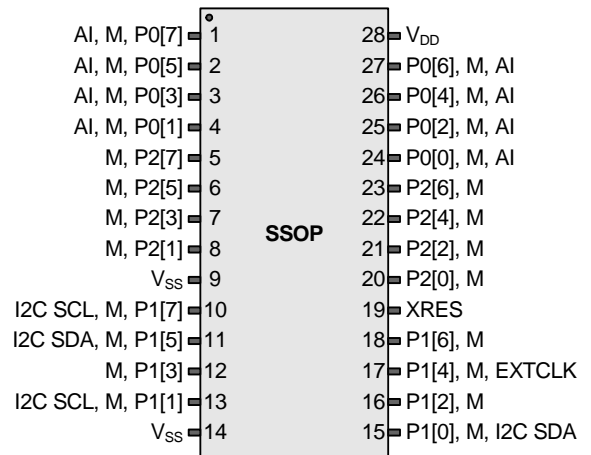 AI, M, P0[7] 1 28 VDD
AI, M, P0[5] 2 27 P0[6], M, AI
AI, M, P0[3] 3 26 P0[4], M, AI
AI, M, P0[1] 4 25 P0[2], M, AI
M, P2[7] 5 24 P0[0], M, AI
M, P2[5] 6 23 P2[6], M
M, P2[3] 7 22 P2[4], M
SSOP
M, P2[1] 8 21 P2[2], M
VSS 9 20 P2[0], M
I2C SCL, M, P1[7] 10 19 XRES
I2C SDA, M, P1[5] 11 18 P1[6], M
M, P1[3] 12 17 P1[4], M, EXTCLK
I2C SCL, M, P1[1] 13 16 P1[2], M
VSS 14 15 P1[0], M, I2C SDA